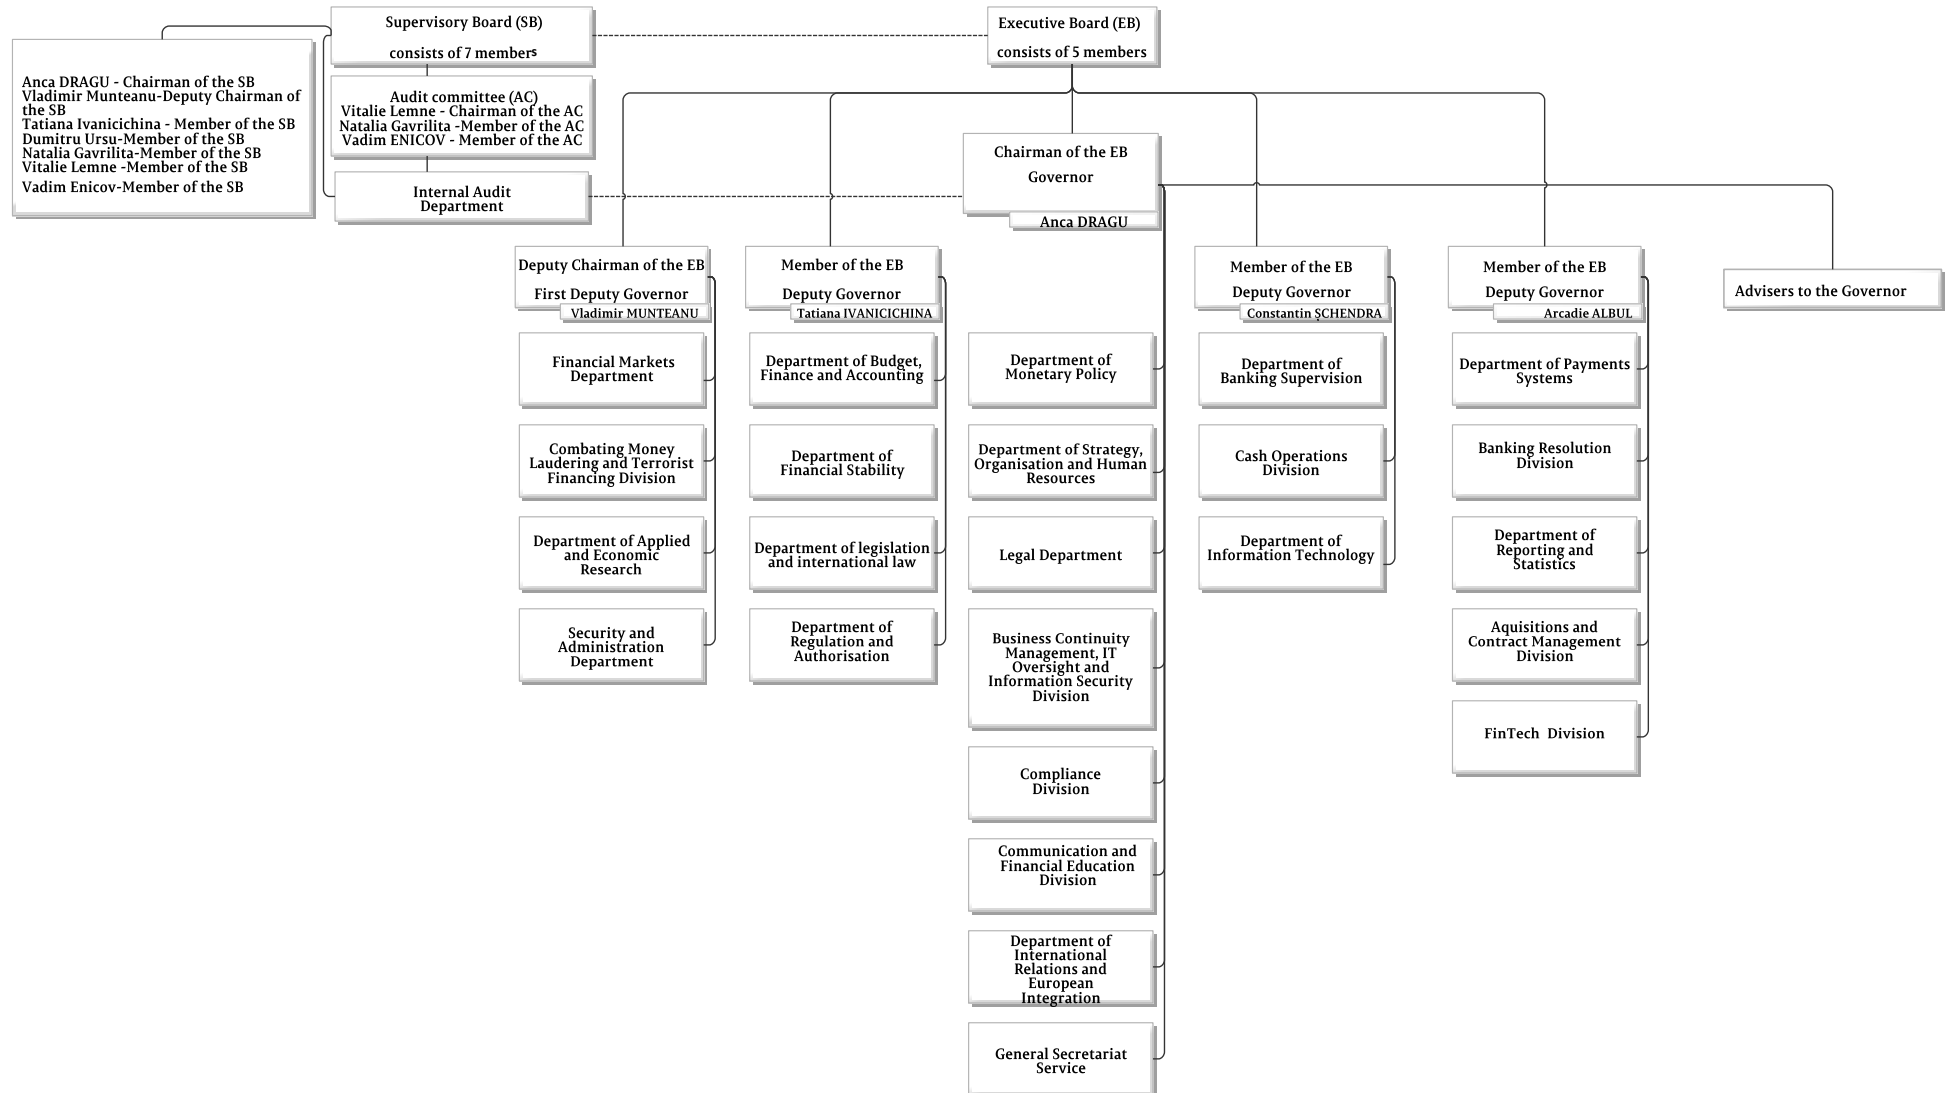 Supervisory Board (SB)
consists of 7 members
Executive Board (EB)
consists of 5 members
Anca DRAGU - Chairman of the SB
Vladimir Munteanu-Deputy Chairman of
the SB
Tatiana Ivanicichina - Member of the SB
Dumitru Ursu-Member of the SB
Natalia Gavrilita-Member of the SB
Vitalie Lemne -Member of the SB
Vadim Enicov-Member of the SB
Audit committee (AC)
Vitalie Lemne - Chairman of the AC
Natalia Gavrilita -Member of the AC
Vadim ENICOV - Member of the AC
Internal Audit
Department
Chairman of the EB
Governor
Anca DRAGU
Deputy Chairman of the EB
First Deputy Governor
Vladimir MUNTEANU
Financial Markets
Department
Combating Money
Laudering and Terrorist
Financing Division
Department of Applied
and Economic
Research
Security and
Administration
Department
Member of the EB
Deputy Governor
Tatiana IVANICICHINA
Department of Budget,
Finance and Accounting
Department of
Financial Stability
Department of legislation
and international law
Department of
Regulation and
Authorisation
Department of
Monetary Policy
Department of Strategy,
Organisation and Human
Resources
Legal Department
Business Continuity
Management, IT
Oversight and
Information Security
Division
Compliance
Division
Communication and
Financial Education
Division
Department of
International
Relations and
European
Integration
General Secretariat
Service
Member of the EB
Deputy Governor
Constantin ȘCHENDRA
Department of
Banking Supervision
Cash Operations
Division
Department of
Information Technology
Member of the EB
Deputy Governor
Arcadie ALBUL
Department of Payments
Systems
Banking Resolution
Division
Department of
Reporting and
Statistics
Aquisitions and
Contract Management
Division
FinTech  Division
Advisers to the Governor